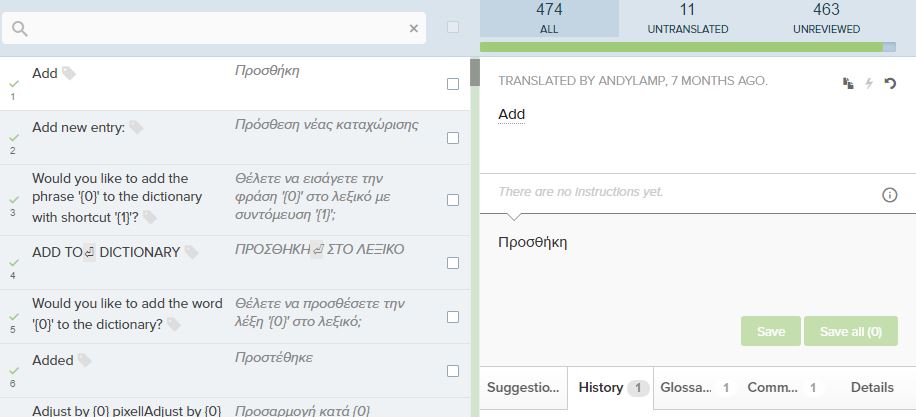 474
ALL
11
UNTRANSLATED
463
UNREVIEWED
Add
Προσθήκη
1
Add new entry:
Πρόσθεση νέας καταχώρισης
2
Would you like to add the
phrase '{0}' to the dictionary
with shortcut '{1}'?
Θέλετε να εισάγετε την
φράση '{0}' στο λεξικό με
συντόμευση '{1}';
3
ADD TO⏎ DICTIONARY
ΠΡΟΣΘΗΚΗ⏎ ΣΤΟ ΛΕΞΙΚΟ
4
Would you like to add the word
'{0}' to the dictionary?
Θέλετε να προσθέσετε την
λέξη '{0}' στο λεξικό;
5
Added
Προστέθηκε
6
Adjust by {0} pixel|Adjust by {0}
Προσαρμογή κατά {0}
TRANSLATED BY ANDYLAMP, 7 MONTHS AGO.
Add
There are no instructions yet.
Προσθήκη
Save
Save all (0)
Suggestio...
History 1
Glossa... 1
Comm... 1
Details